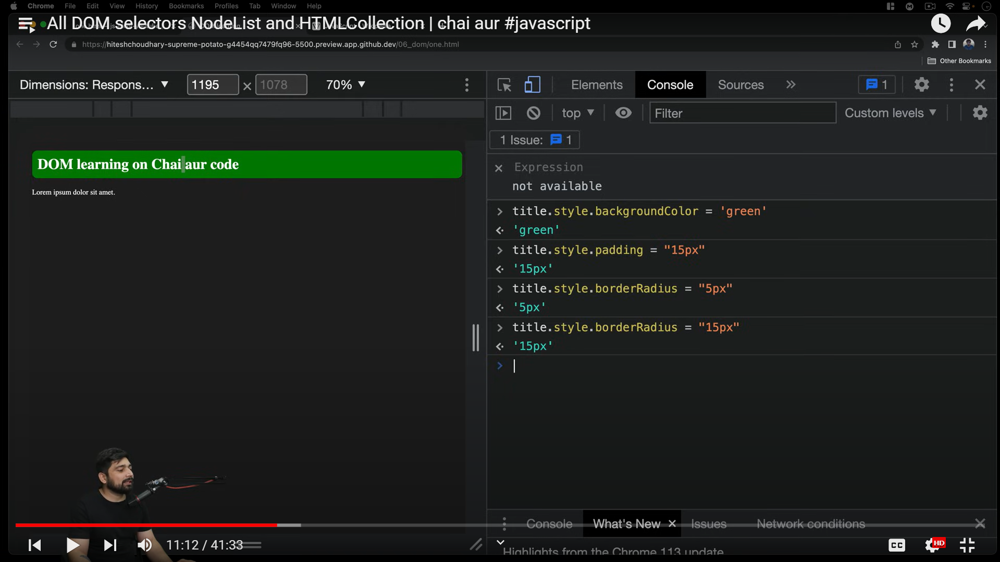 Chrome File Edit View History Bookmarks Profiles Tab Window Help
All DOM selectors NodeList and HTMLCollection | chai aur #javascript
https://hiteshchoudhary-supreme-potato-g4454qq7479fq96-5500.preview.app.github.dev/06_dom/one.html
Other Bookmarks
Dimensions: Respons... ▼ 1195 × 1078 70% ▼
Elements Console Sources » 1
top ▼ Filter Custom levels ▼
1 Issue: 1
DOM learning on Chai aur code
Lorem ipsum dolor sit amet.
Expression
not available
title.style.backgroundColor = 'green'
'green'
title.style.padding = "15px"
'15px'
title.style.borderRadius = "5px"
'5px'
title.style.borderRadius = "15px"
'15px'
Console What's New × Issues Network conditions
11:12 / 41:33
Highlights from the Chrome 113 update
CC HD